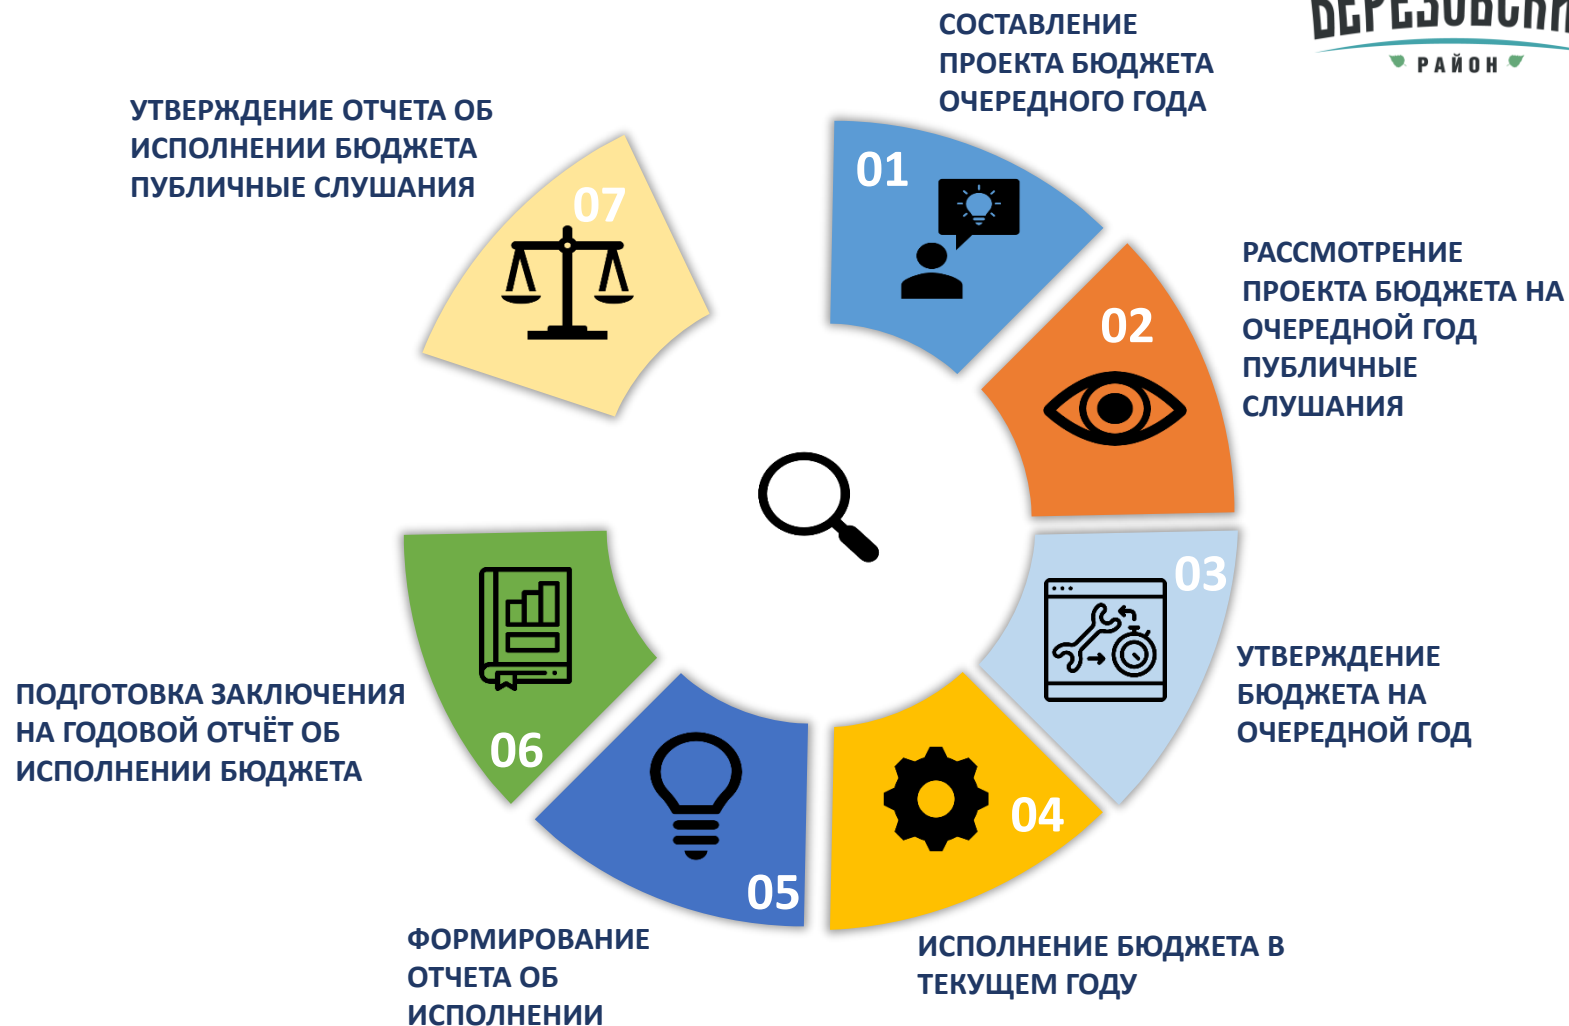 СОСТАВЛЕНИЕ
ПРОЕКТА БЮДЖЕТА
ОЧЕРЕДНОГО ГОДА
РАЙОН
УТВЕРЖДЕНИЕ ОТЧЕТА ОБ
ИСПОЛНЕНИИ БЮДЖЕТА
ПУБЛИЧНЫЕ СЛУШАНИЯ
01
07
РАССМОТРЕНИЕ
ПРОЕКТА БЮДЖЕТА НА
ОЧЕРЕДНОЙ ГОД
ПУБЛИЧНЫЕ
СЛУШАНИЯ
02
03
УТВЕРЖДЕНИЕ
БЮДЖЕТА НА
ОЧЕРЕДНОЙ ГОД
ПОДГОТОВКА ЗАКЛЮЧЕНИЯ
НА ГОДОВОЙ ОТЧЁТ ОБ
ИСПОЛНЕНИИ БЮДЖЕТА
06
04
05
ФОРМИРОВАНИЕ
ОТЧЕТА ОБ
ИСПОЛНЕНИИ
ИСПОЛНЕНИЕ БЮДЖЕТА В
ТЕКУЩЕМ ГОДУ